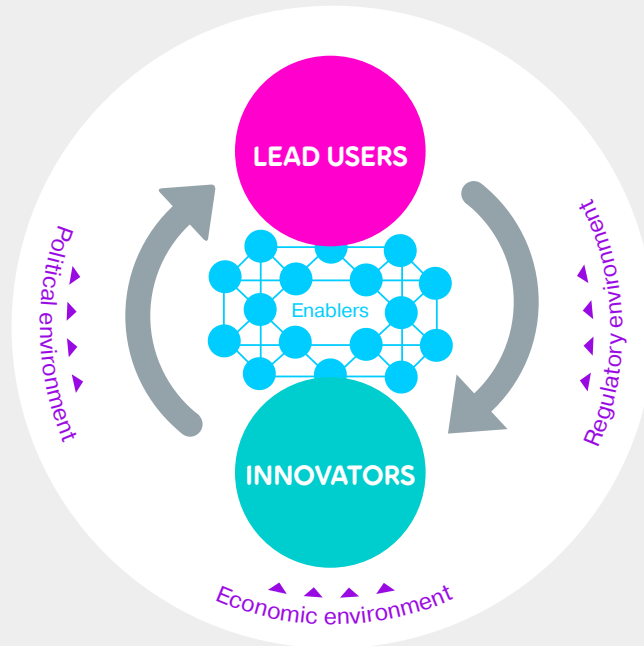 LEAD USERS
Political environment
Enablers
Regulatory environment
INNOVATORS
Economic environment